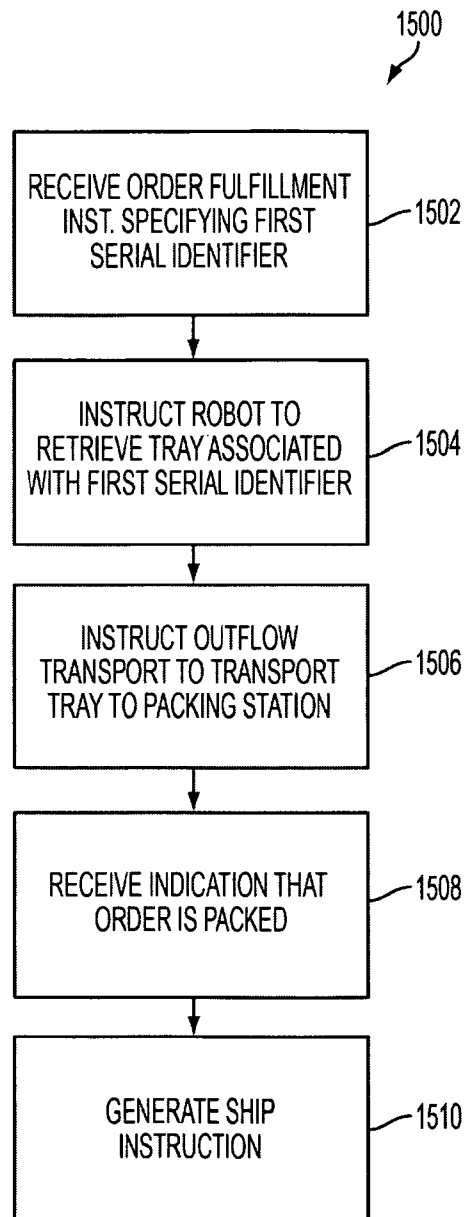 1500
RECEIVE ORDER FULFILLMENT
INST. SPECIFYING FIRST
SERIAL IDENTIFIER
1502
INSTRUCT ROBOT TO
RETRIEVE TRAY ASSOCIATED
WITH FIRST SERIAL IDENTIFIER
1504
INSTRUCT OUTFLOW
TRANSPORT TO TRANSPORT
TRAY TO PACKING STATION
1506
RECEIVE INDICATION THAT
ORDER IS PACKED
1508
GENERATE SHIP
INSTRUCTION
1510